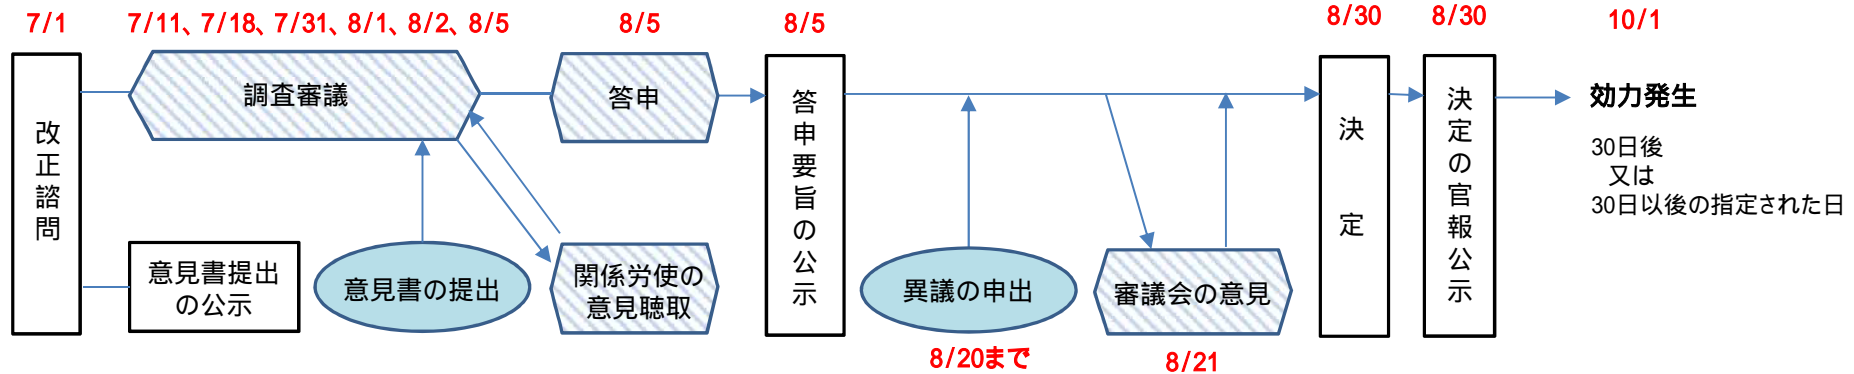 7/1
7/11、7/18、7/31、8/1、8/2、8/5
8/5
8/5
8/30
8/30
10/1
改正諮問
調査審議
答申
答申要旨の公示
決定
決定の官報公示
効力発生
30日後
又は
30日以後の指定された日
意見書提出
の公示
意見書の提出
関係労使の
意見聴取
異議の申出
審議会の意見
8/20まで
8/21